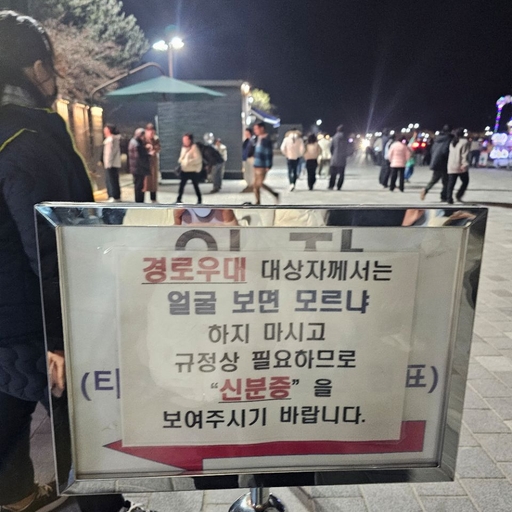 경로우대 대상자께서는
얼굴 보면 모르냐
하지 마시고
규정상 필요하므로
“신분증” 을
보여주시기 바랍니다.
(티
표)